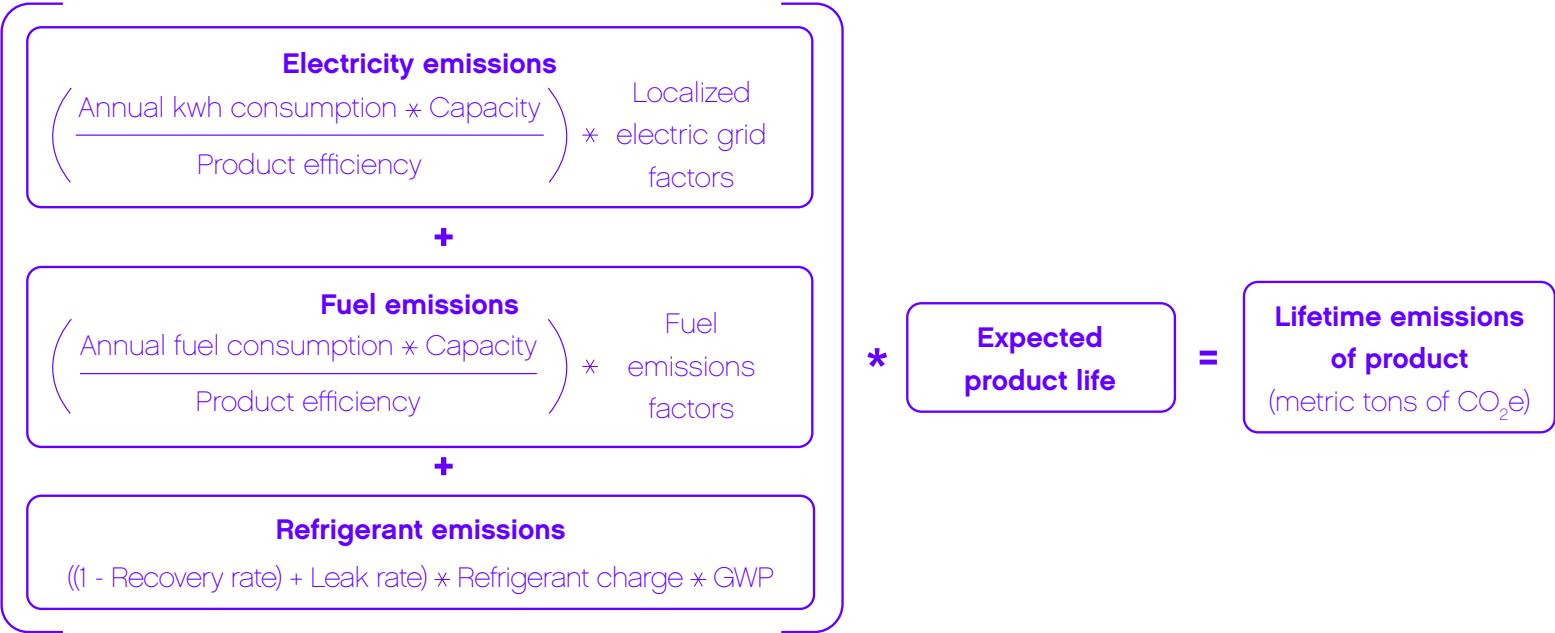 Electricity emissions
( Annual kwh consumption * Capacity
Product efficiency ) *
Localized
electric grid
factors
+
Fuel emissions
( Annual fuel consumption * Capacity
Product efficiency ) *
Fuel
emissions
factors
+
Refrigerant emissions
((1 - Recovery rate) + Leak rate) * Refrigerant charge * GWP
*
Expected
product life
=
Lifetime emissions
of product
(metric tons of CO₂e)